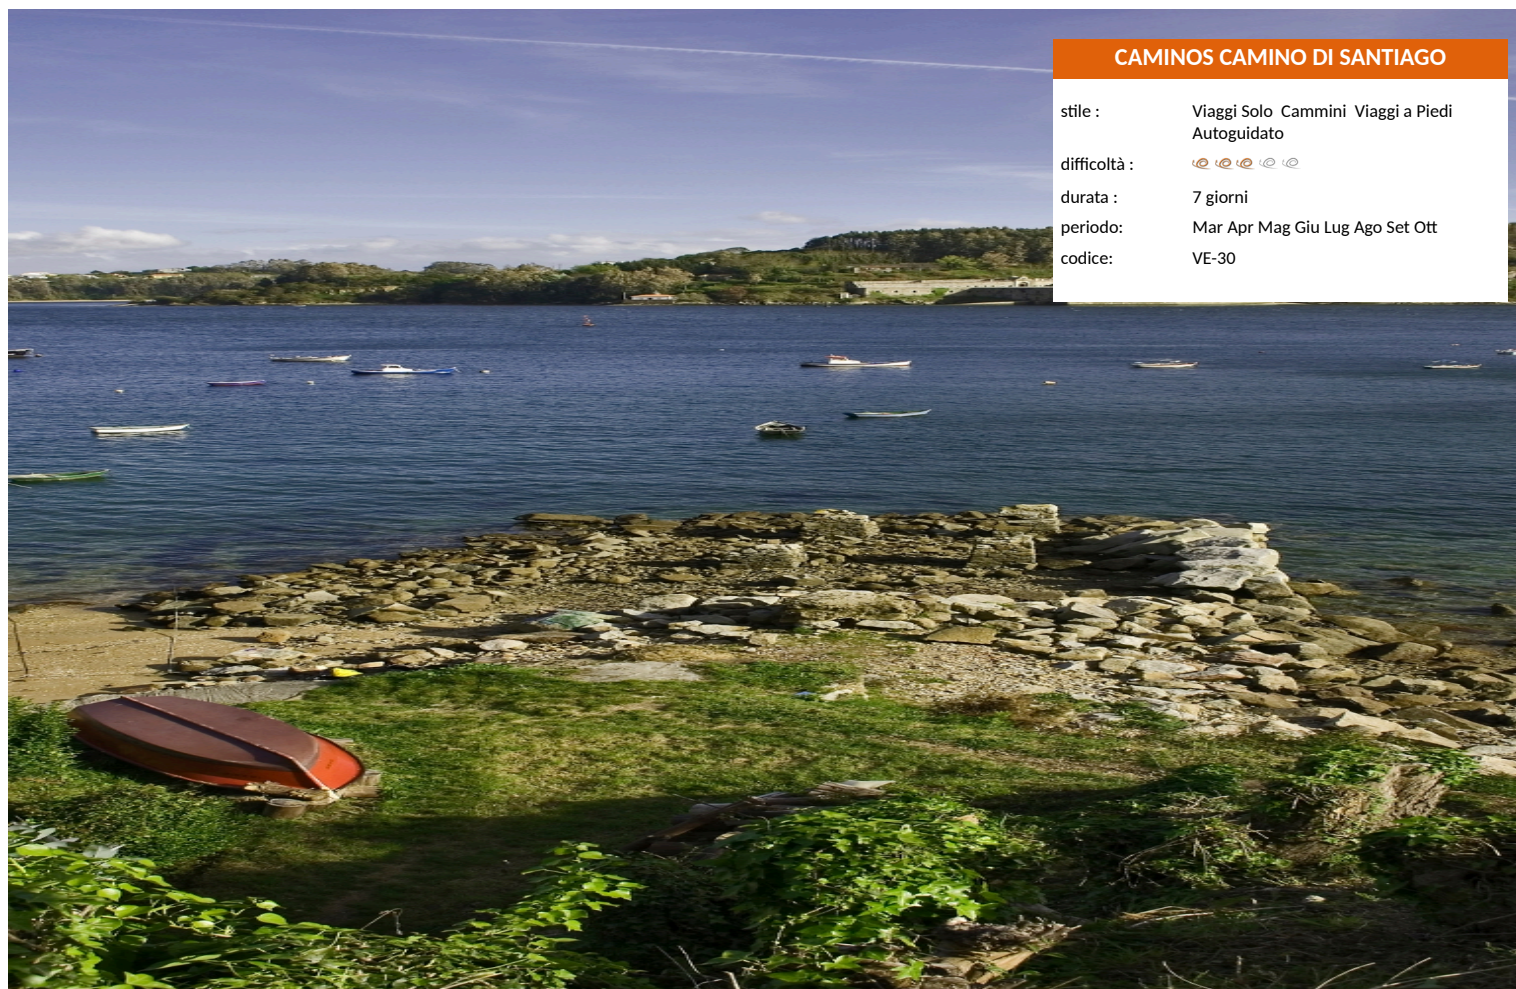 CAMINOS CAMINO DI SANTIAGO
stile : Viaggi Solo  Cammini  Viaggi a Piedi
Autoguidato
difficoltà :
durata : 7 giorni
periodo: Mar Apr Mag Giu Lug Ago Set Ott
codice: VE-30